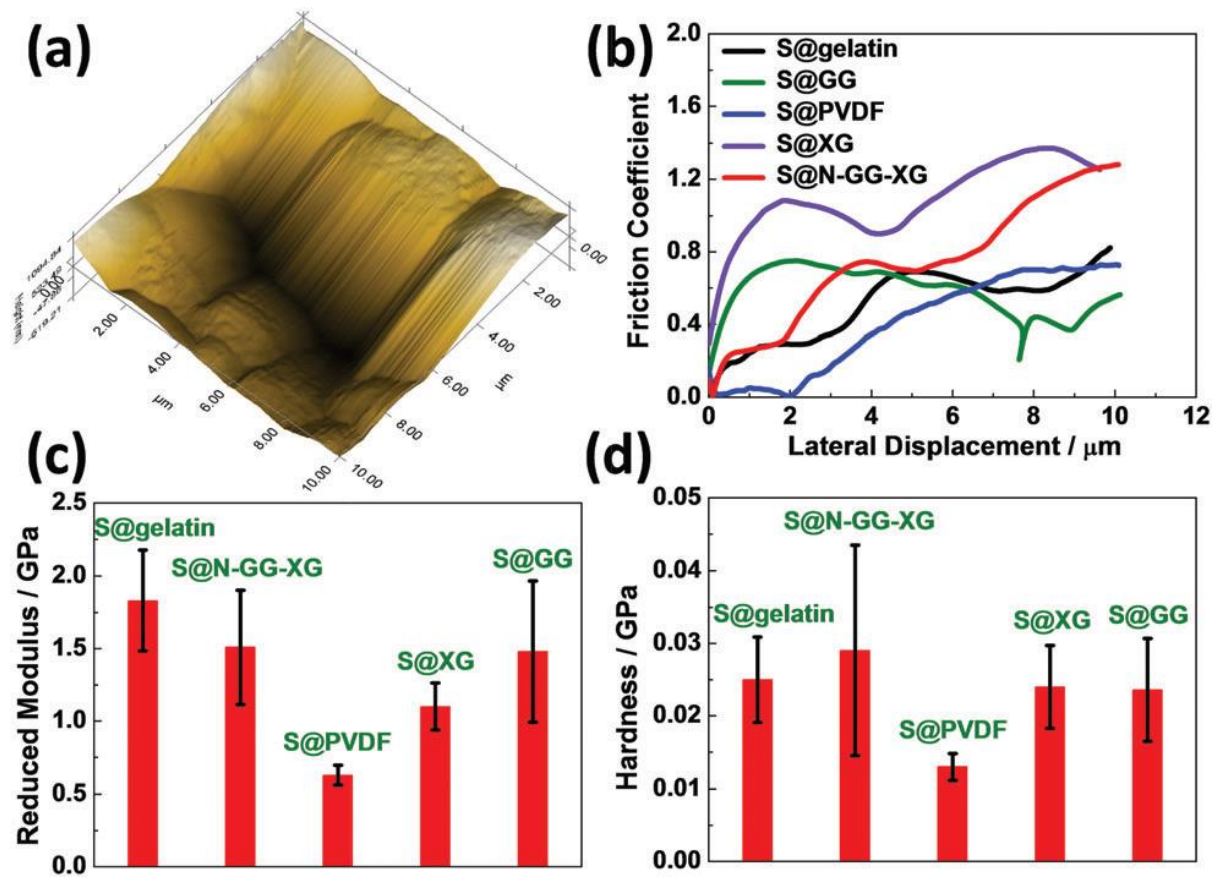 (a)
0.00
2.00
4.00
6.00
8.00
10.00
μm
0.00
2.00
4.00
6.00
8.00
10.00
μm
(b)
2.0
1.6
1.2
0.8
0.4
0.0
Friction Coefficient
S@gelatin
S@GG
S@PVDF
S@XG
S@N-GG-XG
0 2 4 6 8 10 12
Lateral Displacement / μm
(c)
2.5
2.0
1.5
1.0
0.5
0.0
Reduced Modulus / GPa
S@gelatin
S@N-GG-XG
S@PVDF
S@XG
S@GG
(d)
0.05
0.04
0.03
0.02
0.01
0.00
Hardness / GPa
S@gelatin
S@N-GG-XG
S@PVDF
S@XG
S@GG